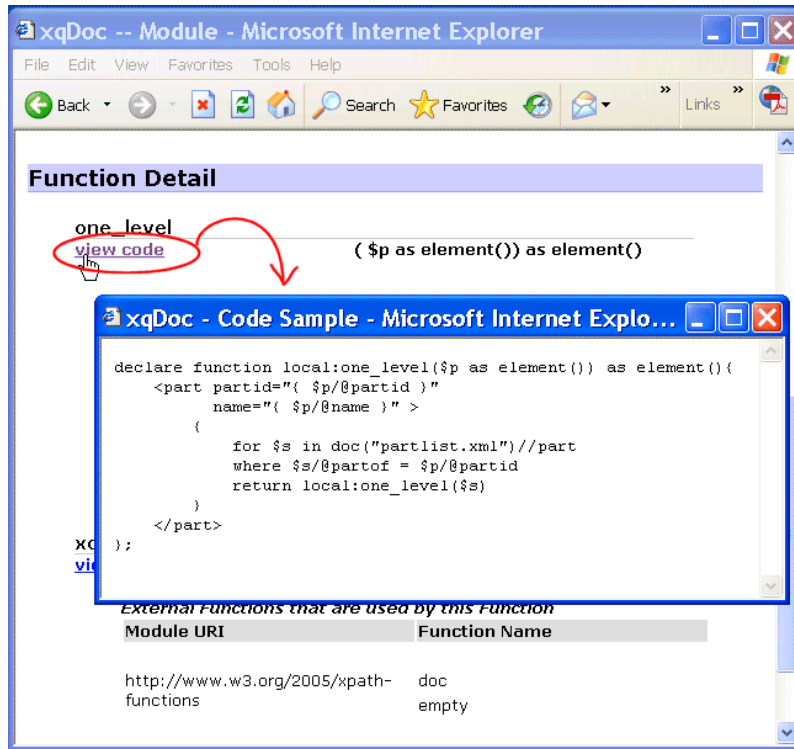 xqDoc -- Module - Microsoft Internet Explorer
File Edit View Favorites Tools Help
Back Search Favorites » Links »
Function Detail
one_level
view code ( $p as element()) as element()
xqDoc - Code Sample - Microsoft Internet Explo...
declare function local:one_level($p as element()) as element(){
<part partid="{ $p/@partid }"
name="{ $p/@name }" >
{
for $s in doc("partlist.xml")//part
where $s/@partof = $p/@partid
return local:one_level($s)
}
</part>
};
External Functions that are used by this Function
Module URI Function Name
http://www.w3.org/2005/xpath- doc
functions
empty